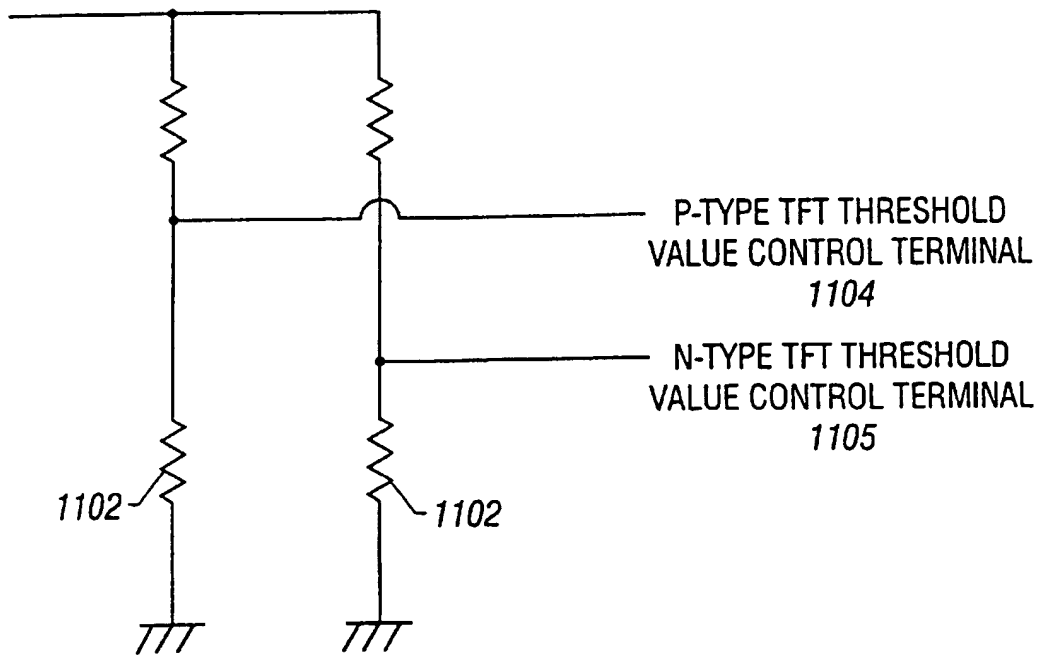 P-TYPE TFT THRESHOLD
VALUE CONTROL TERMINAL
1104
N-TYPE TFT THRESHOLD
VALUE CONTROL TERMINAL
1105
1102
1102